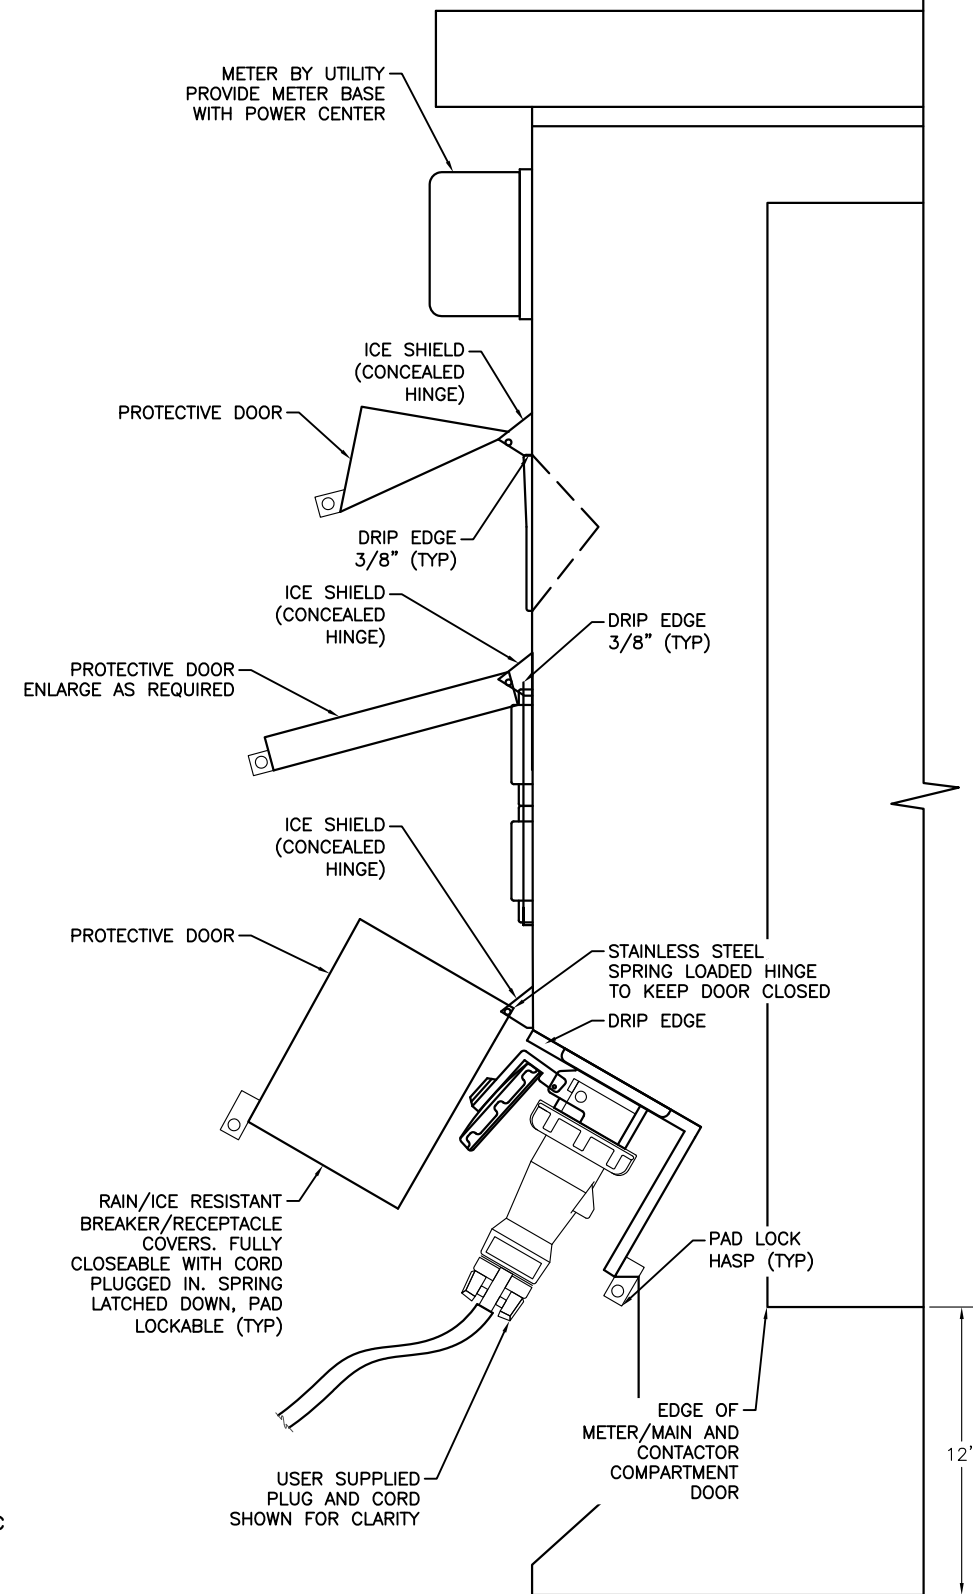 METER BY UTILITY
PROVIDE METER BASE
WITH POWER CENTER
ICE SHIELD
(CONCEALED
HINGE)
PROTECTIVE DOOR
DRIP EDGE
3/8” (TYP)
ICE SHIELD
(CONCEALED
HINGE)
DRIP EDGE
3/8” (TYP)
PROTECTIVE DOOR
ENLARGE AS REQUIRED
ICE SHIELD
(CONCEALED
HINGE)
PROTECTIVE DOOR
STAINLESS STEEL
SPRING LOADED HINGE
TO KEEP DOOR CLOSED
DRIP EDGE
RAIN/ICE RESISTANT
BREAKER/RECEPTACLE
COVERS. FULLY
CLOSEABLE WITH CORD
PLUGGED IN. SPRING
LATCHED DOWN, PAD
LOCKABLE (TYP)
PAD LOCK
HASP (TYP)
EDGE OF
METER/MAIN AND
CONTACTOR
COMPARTMENT
DOOR
12'
USER SUPPLIED
PLUG AND CORD
SHOWN FOR CLARITY